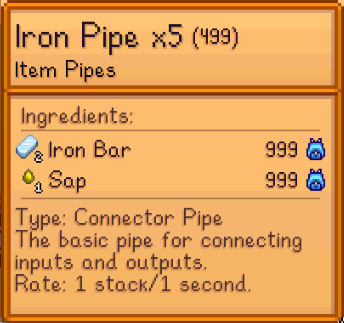 Iron Pipe x5 (499)
Item Pipes
Ingredients:
2 Iron Bar 999
1 Sap 999
Type: Connector Pipe
The basic pipe for connecting
inputs and outputs.
Rate: 1 stack/1 second.